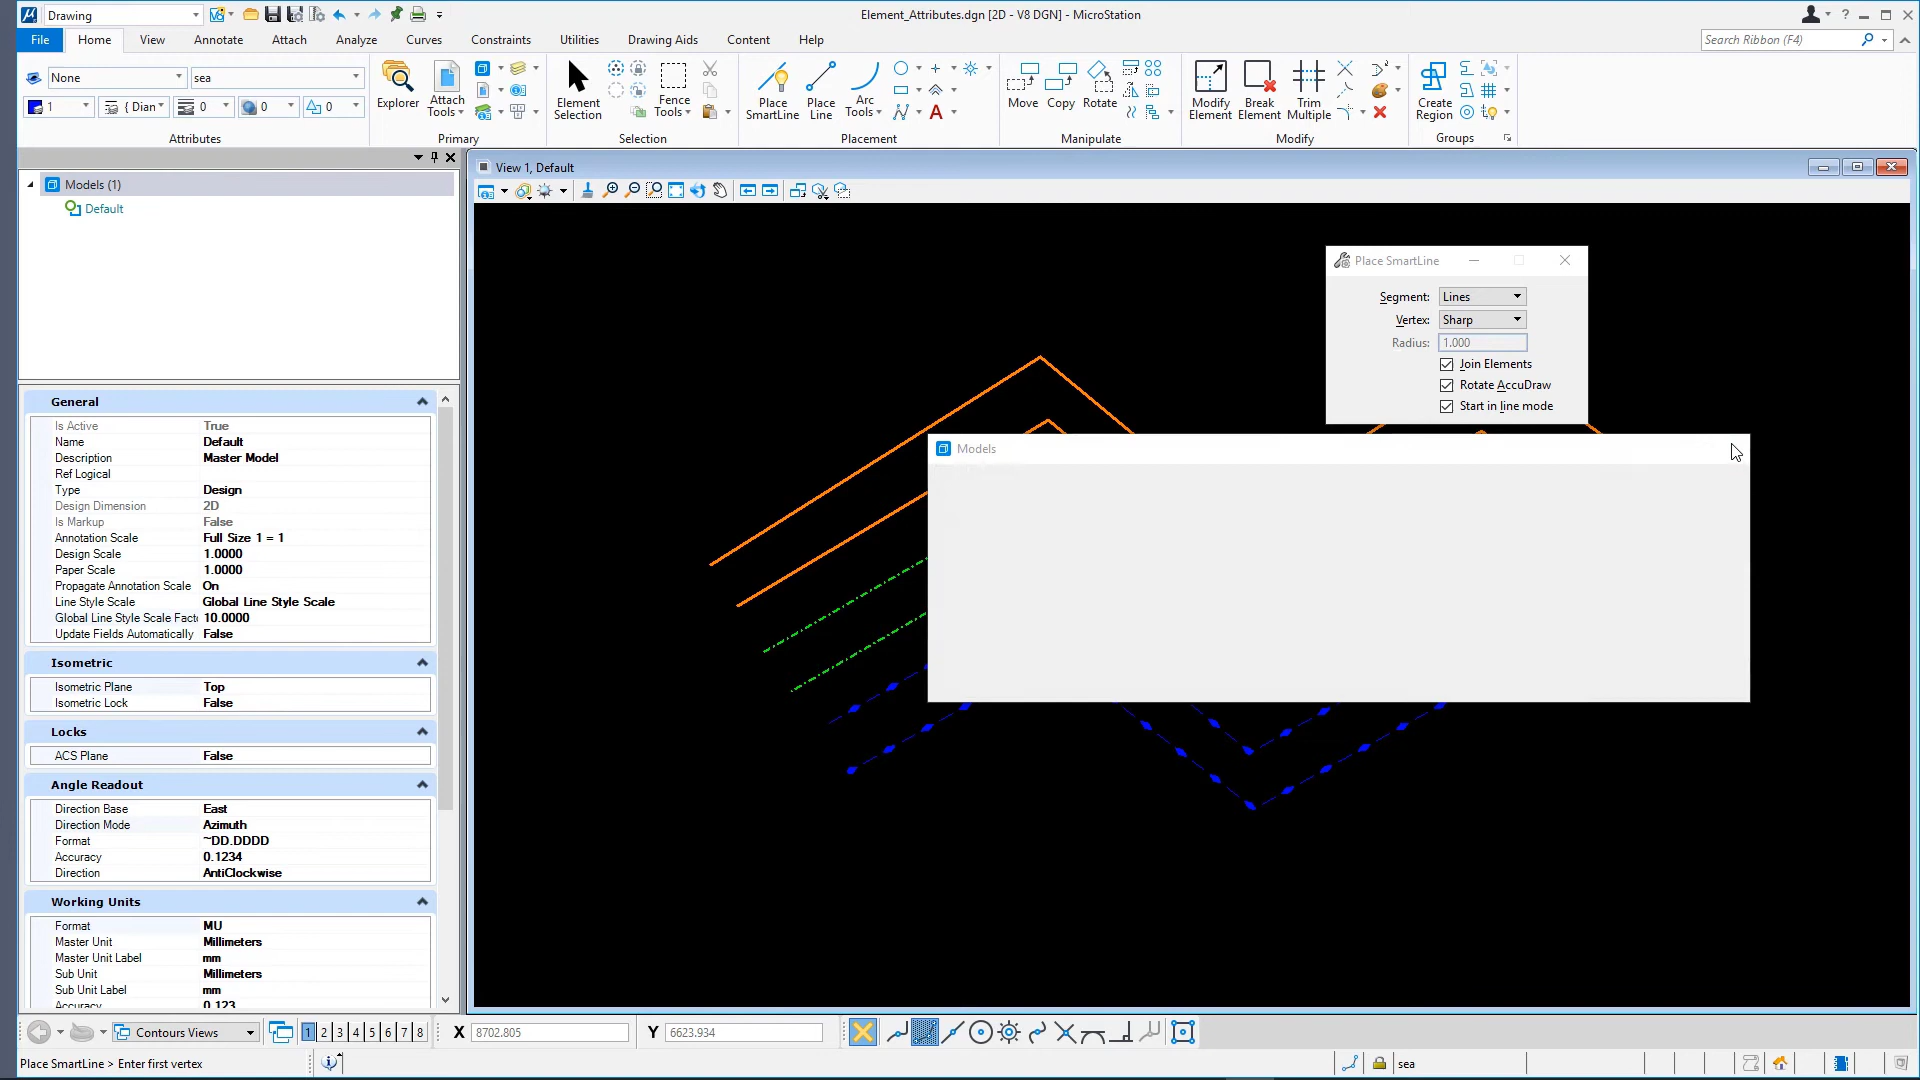 Drawing
Element_Attributes.dgn [2D - V8 DGN] - MicroStation
File Home View Annotate Attach Analyze Curves Constraints Utilities Drawing Aids Content Help
Search Ribbon (F4)
None sea
1 { Dian 0 0 0
Attributes
Explorer
Attach Tools
Primary
Element Selection
Fence Tools
Selection
Place SmartLine
Place Line
Arc Tools
Placement
Move Copy Rotate
Manipulate
Modify Element
Break Element
Trim Multiple
Modify
Create Region
Groups
Models (1)
Default
View 1, Default
General
Is Active True
Name Default
Description Master Model
Ref Logical
Type Design
Design Dimension 2D
Is Markup False
Annotation Scale Full Size 1 = 1
Design Scale 1.0000
Paper Scale 1.0000
Propagate Annotation Scale On
Line Style Scale Global Line Style Scale
Global Line Style Scale Facto 10.0000
Update Fields Automatically False
Isometric
Isometric Plane Top
Isometric Lock False
Locks
ACS Plane False
Angle Readout
Direction Base East
Direction Mode Azimuth
Format ~DD.DDDD
Accuracy 0.1234
Direction AntiClockwise
Working Units
Format MU
Master Unit Millimeters
Master Unit Label mm
Sub Unit Millimeters
Sub Unit Label mm
Accuracy 0.123
Place SmartLine
Segment: Lines
Vertex: Sharp
Radius: 1.000
Join Elements
Rotate AccuDraw
Start in line mode
Models
Contours Views
1 2 3 4 5 6 7 8
X 8702.805 Y 6623.934
Place SmartLine > Enter first vertex
sea